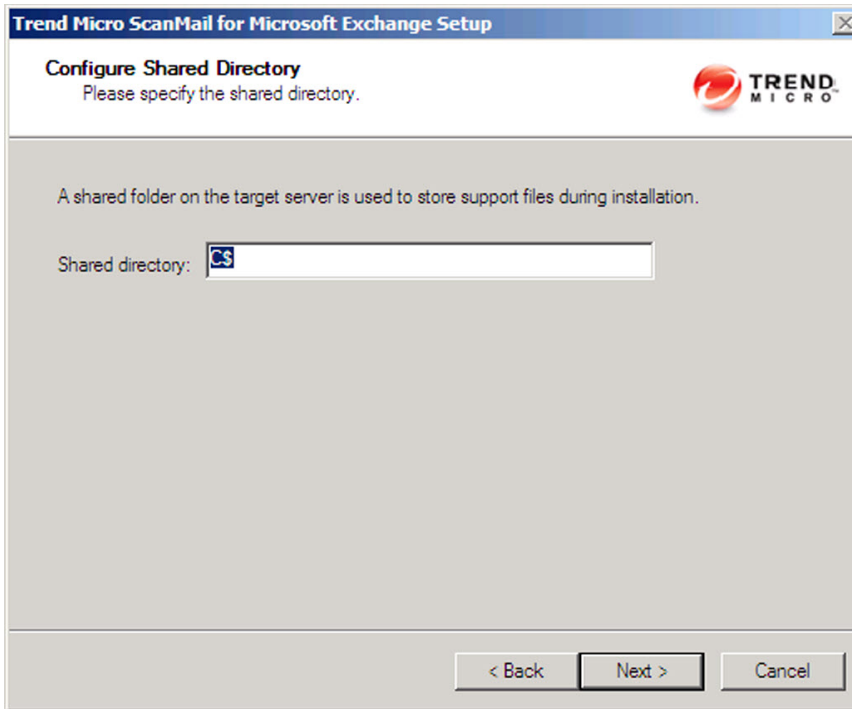 Trend Micro ScanMail for Microsoft Exchange Setup
Configure Shared Directory
Please specify the shared directory.
TREND
MICRO™
A shared folder on the target server is used to store support files during installation.
Shared directory: C$
< Back Next > Cancel